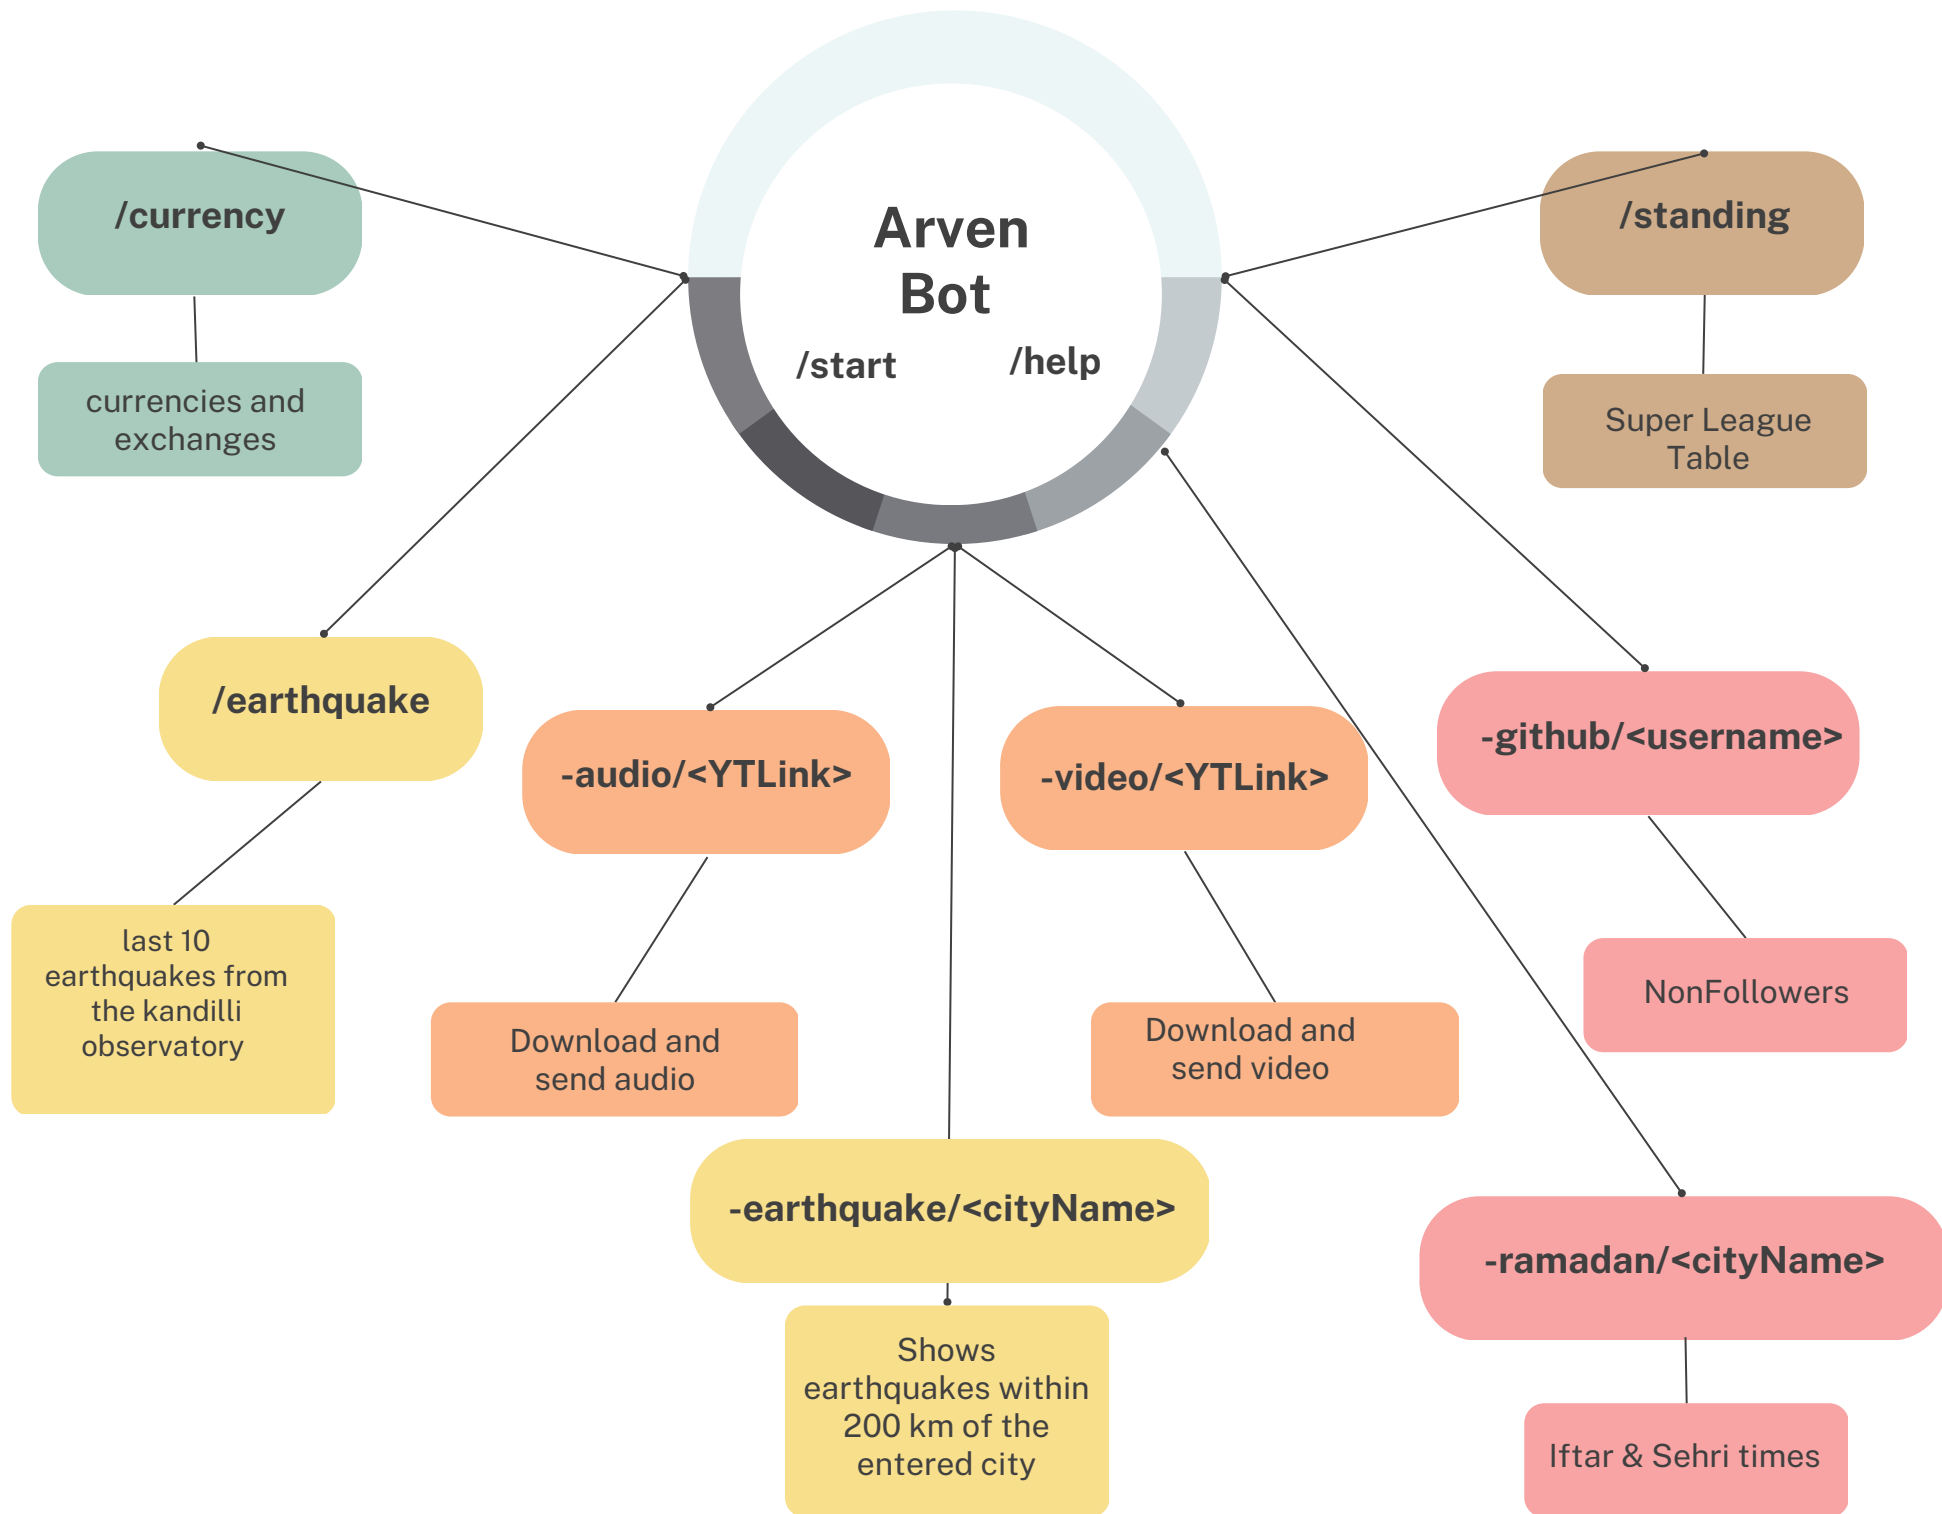 Arven
Bot
/start
/help
/currency
currencies and
exchanges
/standing
Super League
Table
/earthquake
last 10
earthquakes from
the kandilli
observatory
-audio/<YTLink>
Download and
send audio
-video/<YTLink>
Download and
send video
-github/<username>
NonFollowers
-earthquake/<cityName>
Shows
earthquakes within
200 km of the
entered city
-ramadan/<cityName>
Iftar & Sehri times